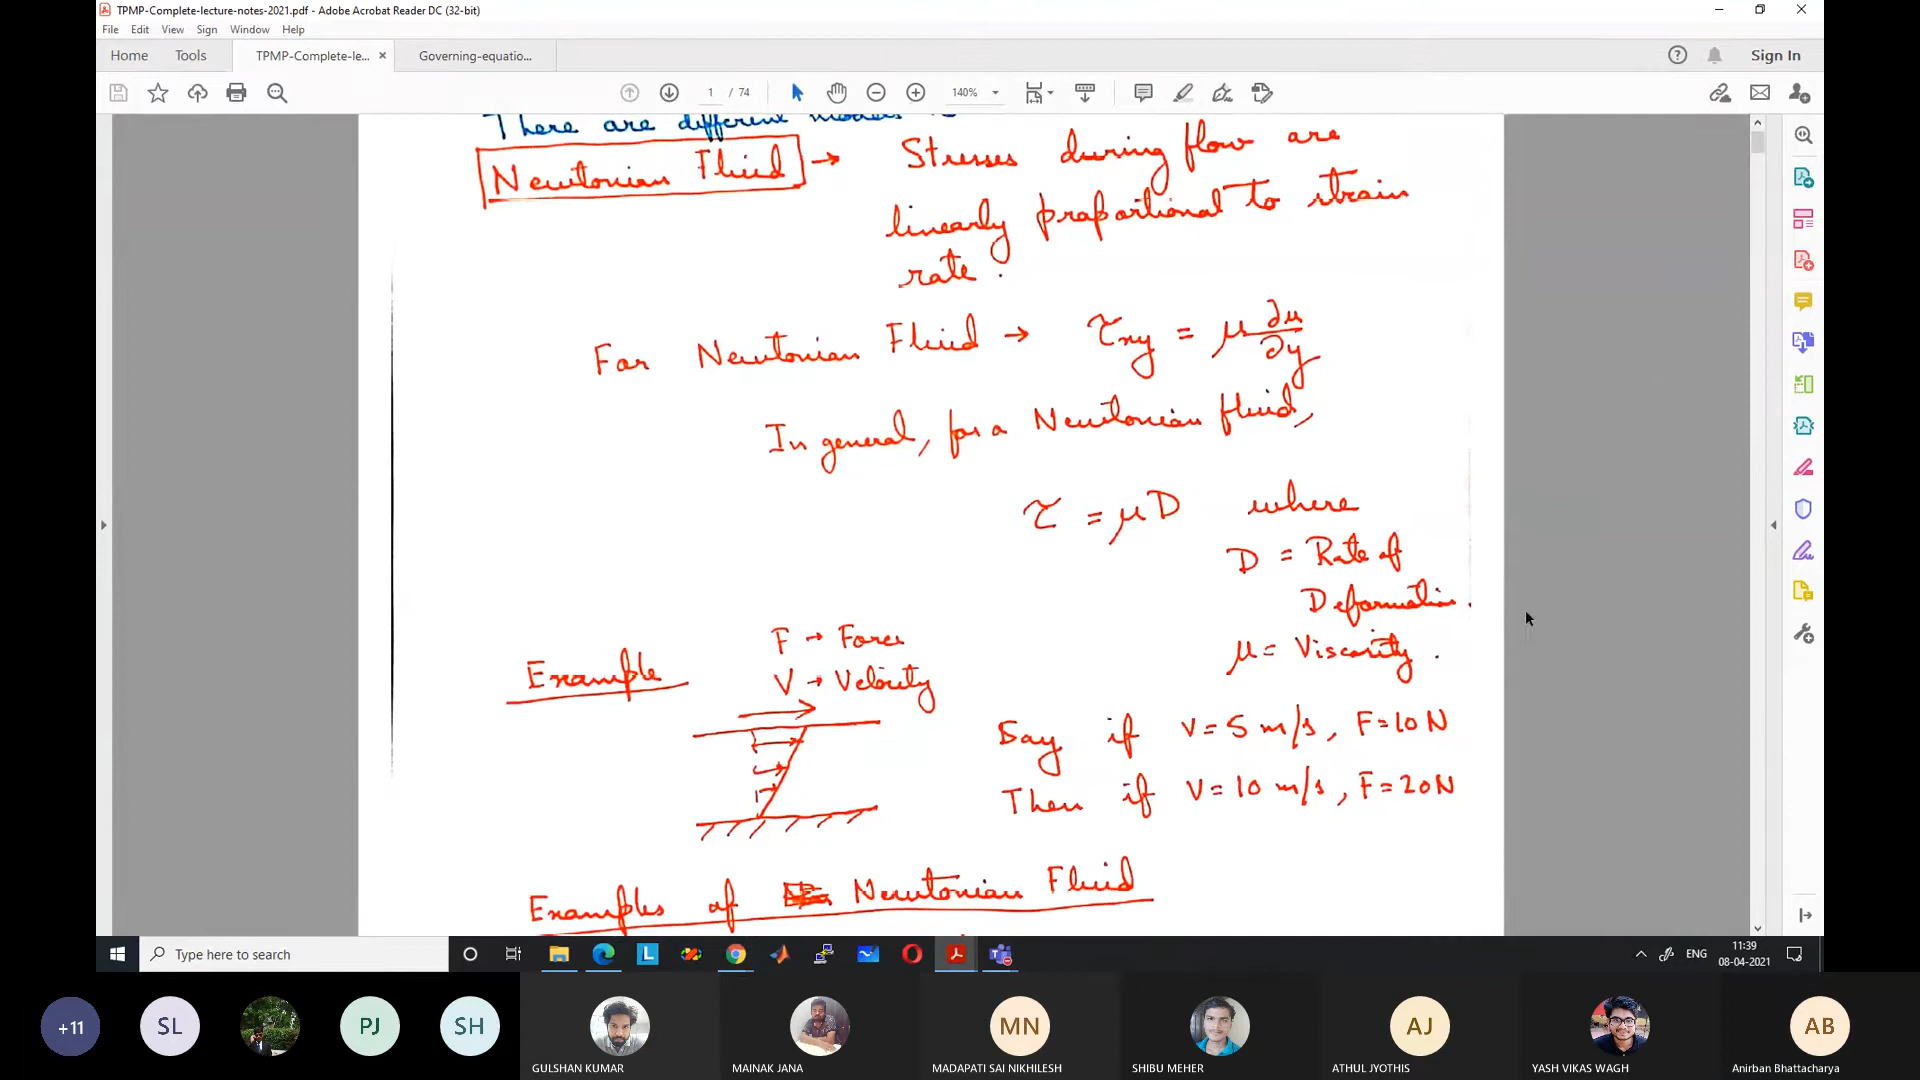 TPMP-Complete-lecture-notes-2021.pdf - Adobe Acrobat Reader DC (32-bit)
File Edit View Sign Window Help
Home Tools TPMP-Complete-le... × Governing-equatio... Sign In
1 / 74 140%
There are different models
Newtonian Fluid → Stresses during flow are
linearly proportional to strain
rate.
For Newtonian Fluid → τxy = μ ∂u/∂y
In general, for a Newtonian fluid,
τ = μD where
D = Rate of
Deformation.
μ = Viscosity.
Example
F → Force
V → Velocity
Say if V = 5 m/s, F = 10 N
Then if V = 10 m/s, F = 20N
Examples of Newtonian Fluid
Type here to search
ENG
11:39
08-04-2021
+11 SL PJ SH MN AJ AB
GULSHAN KUMAR MAINAK JANA MADAPATI SAI NIKHILESH SHIBU MEHER ATHUL JYOTHIS YASH VIKAS WAGH Anirban Bhattacharya